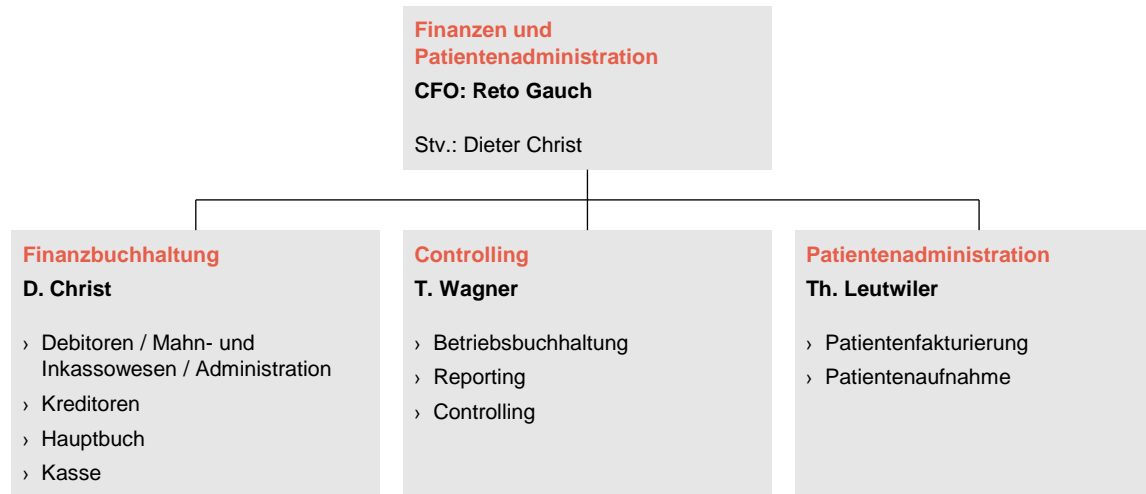 Finanzen und
Patientenadministration
CFO: Reto Gauch
Stv.: Dieter Christ
Finanzbuchhaltung
D. Christ
› Debitoren / Mahn- und
Inkassowesen / Administration
› Kreditoren
› Hauptbuch
› Kasse
Controlling
T. Wagner
› Betriebsbuchhaltung
› Reporting
› Controlling
Patientenadministration
Th. Leutwiler
› Patientenfakturierung
› Patientenaufnahme